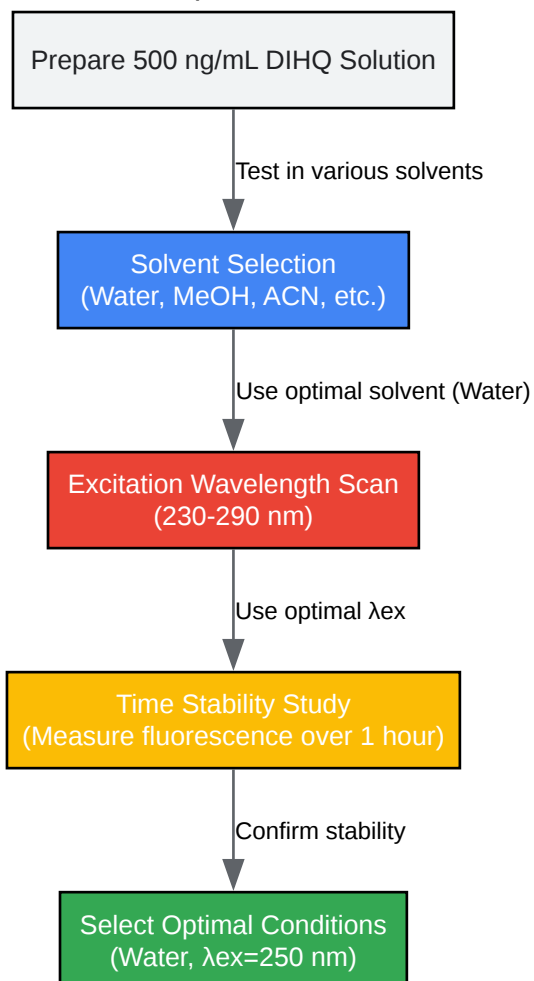 Prepare 500 ng/mL DIHQ Solution
Test in various solvents
Solvent Selection
(Water, MeOH, ACN, etc.)
Use optimal solvent (Water)
Excitation Wavelength Scan
(230-290 nm)
Use optimal λex
Time Stability Study
(Measure fluorescence over 1 hour)
Confirm stability
Select Optimal Conditions
(Water, λex=250 nm)